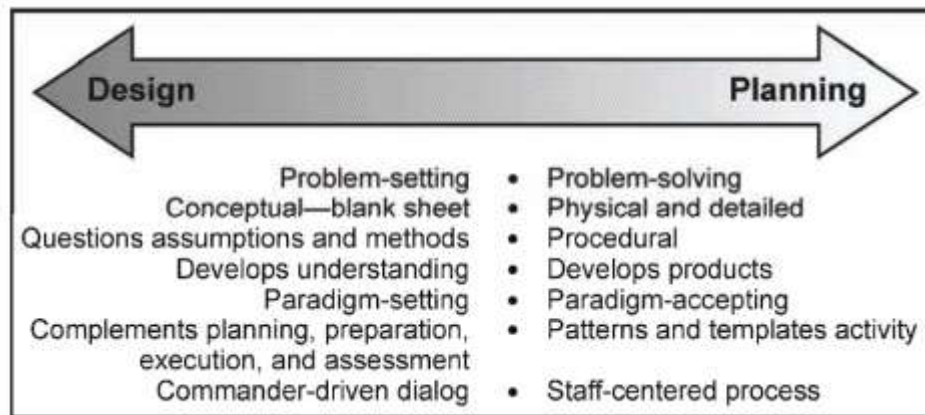 Design Planning
Problem-setting • Problem-solving
Conceptual—blank sheet • Physical and detailed
Questions assumptions and methods • Procedural
Develops understanding • Develops products
Paradigm-setting • Paradigm-accepting
Complements planning, preparation, • Patterns and templates activity
execution, and assessment
Commander-driven dialog • Staff-centered process